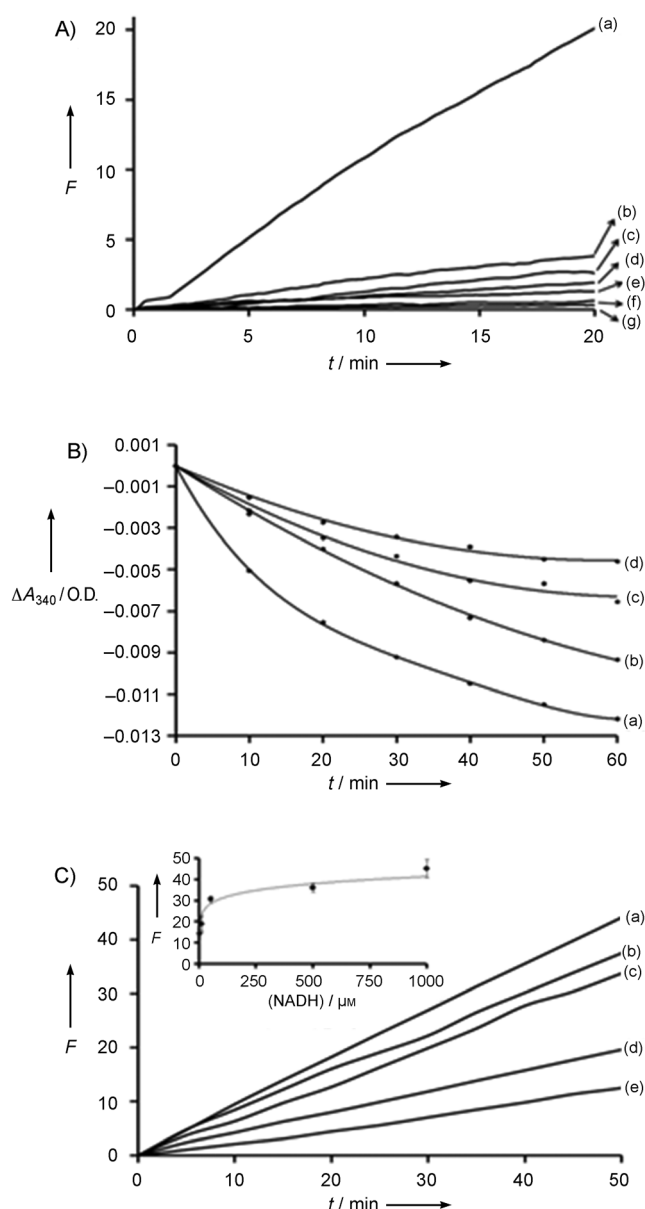 A)
20
15
10
5
0
F
(a)
(b)
(c)
(d)
(e)
(f)
(g)
0 5 10 15 20
t / min
B)
0.001
–0.001
–0.003
–0.005
–0.007
–0.009
–0.011
–0.013
ΔA340 / O.D.
(d)
(c)
(b)
(a)
0 10 20 30 40 50 60
t / min
C)
50
40
30
20
10
0
F
50
40
30
20
10
0
F
0 250 500 750 1000
(NADH) / µM
(a)
(b)
(c)
(d)
(e)
0 10 20 30 40 50
t / min